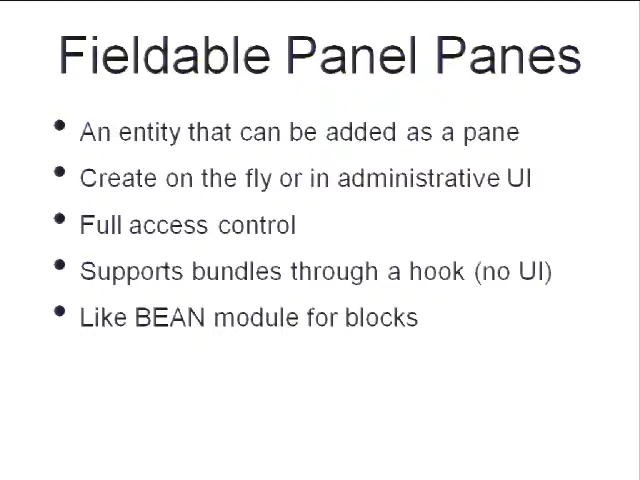 Fieldable Panel Panes
• An entity that can be added as a pane
• Create on the fly or in administrative UI
• Full access control
• Supports bundles through a hook (no UI)
• Like BEAN module for blocks